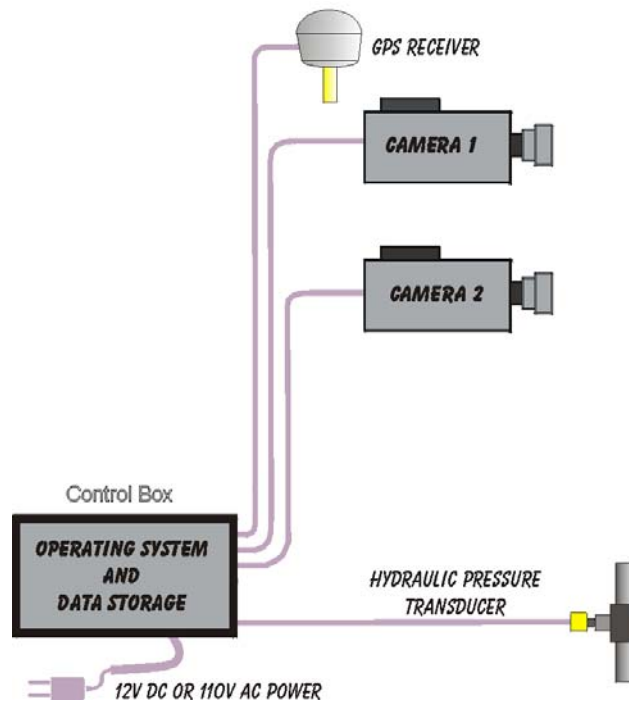 GPS RECEIVER
CAMERA 1
CAMERA 2
Control Box
OPERATING SYSTEM
AND
DATA STORAGE
HYDRAULIC PRESSURE
TRANSDUCER
12V DC OR 110V AC POWER